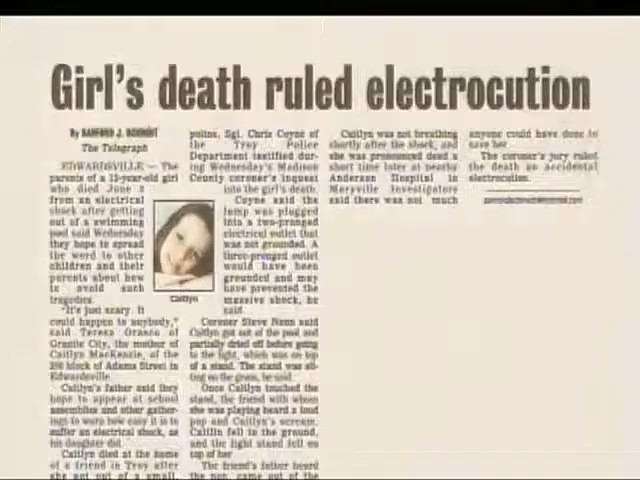 Girl's death ruled electrocution
By SANFORD J. SCHMIDT
The Telegraph
EDWARDSVILLE — The
parents of a 13-year-old girl
who died June
from an electrical
shock after getting
out of a swimming
pool said Wednesday
they hope to spread
the word to other
children and their
parents about how
to avoid such
tragedies.
"It's just scary. It
could happen to anybody,"
said Teresa of
Granite City, the mother of
Caitlyn MacKenzie, of the
block of Adams Street in
Edwardsville.
Caitlyn's father said they
hope to appear at school
assemblies and other gather-
ings to warn how easy it is to
suffer an electrical shock, as
his daughter did.
Caitlyn died at the home
of a friend in Troy after
she got out of a small,
Caitlyn
Sgt. Chris Coyne of
the Troy Police
Department testified dur-
ing Wednesday's Madison
County coroner's inquest
into the girl's death.
Coyne said the
lamp was plugged
into a two-pronged
electrical outlet that
was not grounded. A
three-pronged outlet
would have been
grounded and may
have prevented the
massive shock, he
said.
Coroner Steve Nonn said
Caitlyn got out of the pool and
partially dried off before going
to the light, which was on top
of a stand. The stand was sit-
ting on the grass, he said.
Once Caitlyn touched the
stand, the friend with whom
she was playing heard a loud
pop and Caitlyn's scream.
Caitlin fell to the ground,
and the light stand fell on
top of her.
The friend's father heard
the pop, came out of the
Caitlyn was not breathing
shortly after the shock, and
she was pronounced dead a
short time later at nearby
Anderson Hospital in
Maryville. Investigators
said there was not much
anyone could have done to
save her.
The coroner's jury ruled
the death an accidental
electrocution.